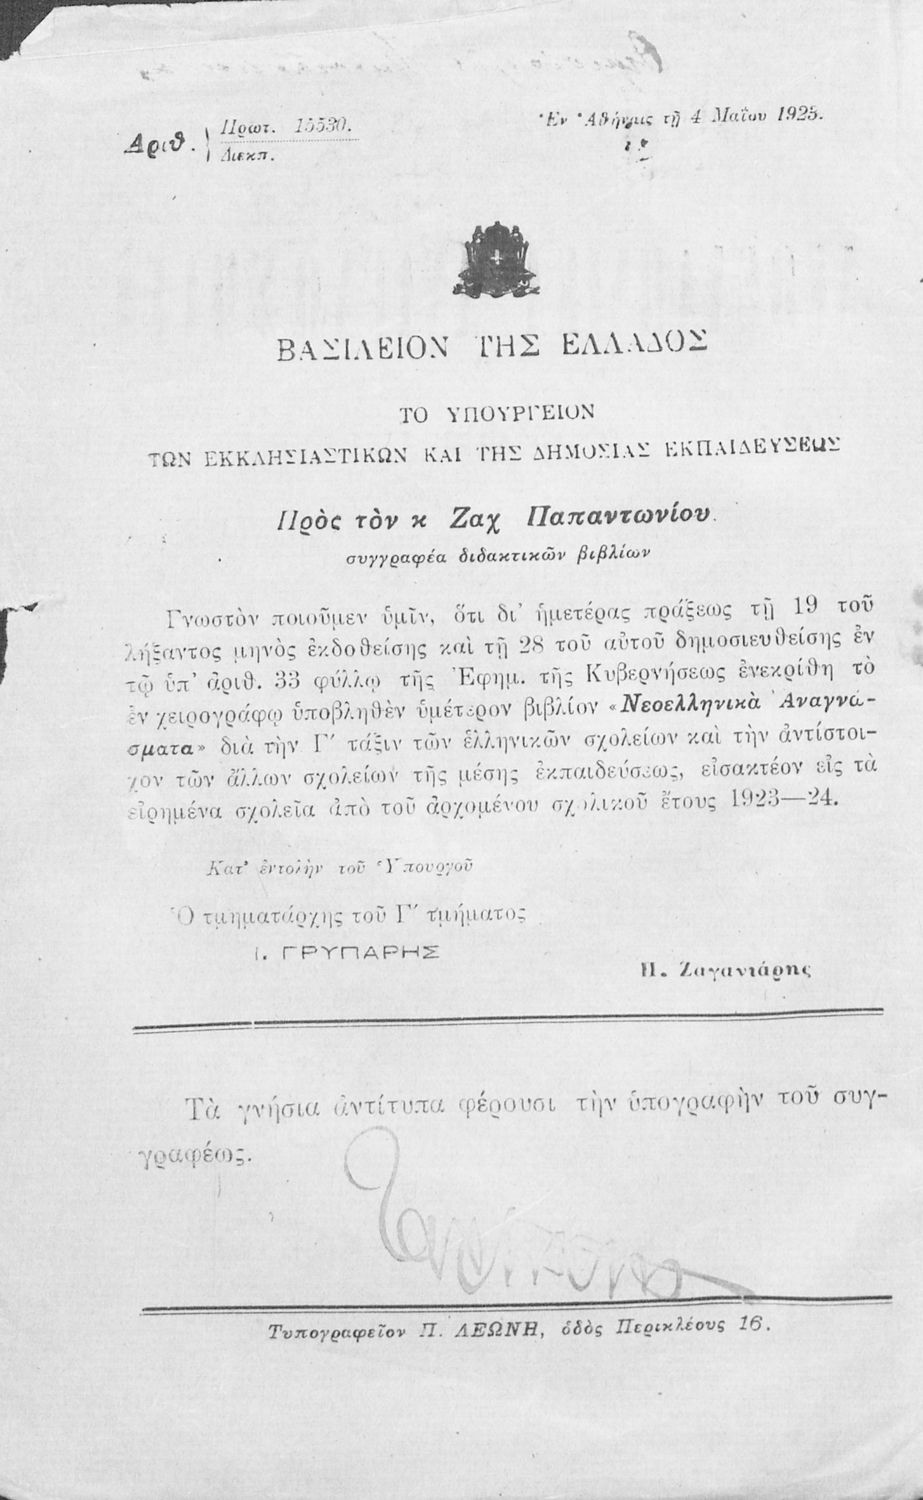 Ἀριθ. Πρωτ. 15530.
Διεκπ.
Ἐν Ἀθήναις τῇ 4 Μαΐου 1923.
ΒΑΣΙΛΕΙΟΝ ΤΗΣ ΕΛΛΑΔΟΣ
ΤΟ ΥΠΟΥΡΓΕΙΟΝ
ΤΩΝ ΕΚΚΛΗΣΙΑΣΤΙΚΩΝ ΚΑΙ ΤΗΣ ΔΗΜΟΣΙΑΣ ΕΚΠΑΙΔΕΥΣΕΩΣ
Πρὸς τὸν κ Ζαχ Παπαντωνίου.
συγγραφέα διδακτικῶν βιβλίων
Γνωστὸν ποιοῦμεν ὑμῖν, ὅτι δι' ἡμετέρας πράξεως τῇ 19 τοῦ
λήξαντος μηνὸς ἐκδοθείσης καὶ τῇ 28 τοῦ αὐτοῦ δημοσιευθείσης ἐν
τῷ ὑπ' ἀριθ. 33 φύλλῳ τῆς Ἐφημ. τῆς Κυβερνήσεως ἐνεκρίθη τὸ
ἐν χειρογράφῳ ὑποβληθὲν ὑμέτερον βιβλίον «Νεοελληνικὰ Ἀναγνώ-
σματα» διὰ τὴν Γ′ τάξιν τῶν ἑλληνικῶν σχολείων καὶ τὴν ἀντίστοι-
χον τῶν ἄλλων σχολείων τῆς μέσης ἐκπαιδεύσεως, εἰσακτέον εἰς τὰ
εἰρημένα σχολεῖα ἀπὸ τοῦ ἀρχομένου σχολικοῦ ἔτους 1923—24.
Κατ' ἐντολὴν τοῦ Ὑπουργοῦ
Ὁ τμηματάρχης τοῦ Γ′ τμήματος
Ι. ΓΡΥΠΑΡΗΣ
Π. Ζαγανιάρης
Τὰ γνήσια ἀντίτυπα φέρουσι τὴν ὑπογραφὴν τοῦ συγ-
γραφέως.
Τυπογραφεῖον Π. ΛΕΩΝΗ, ὁδὸς Περικλέους 16.